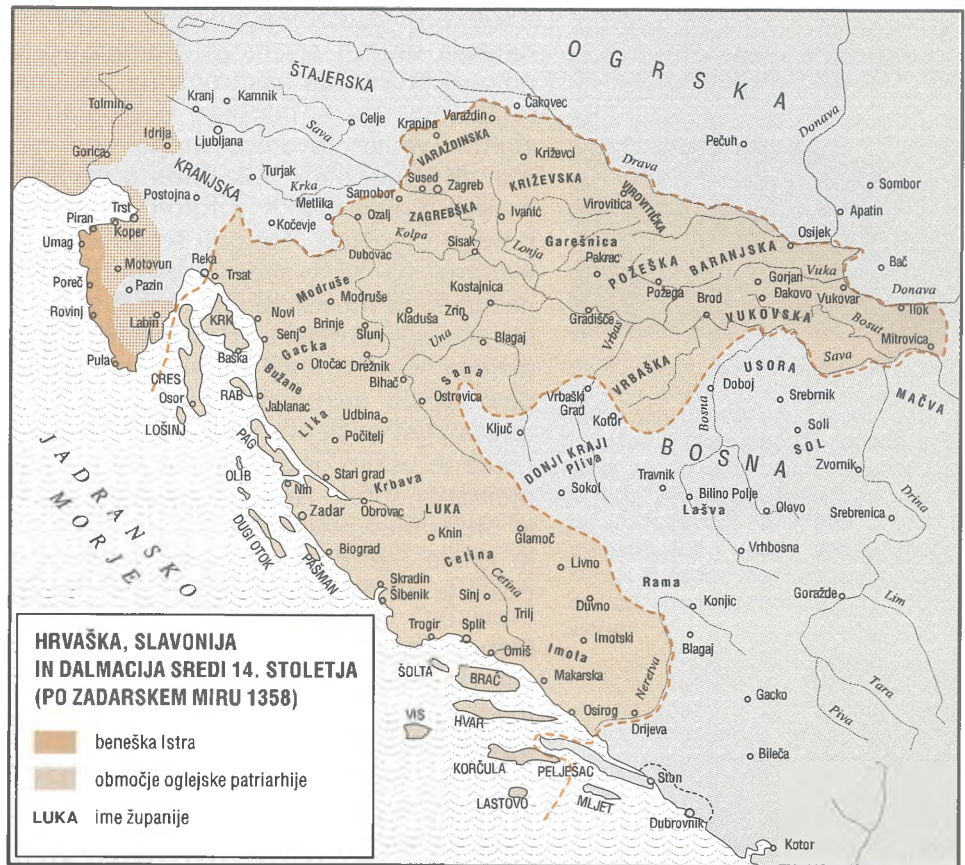 OGRSKA
ŠTAJERSKA
Tolmin
Kranj
Kamnik
Celje
Čakovec
Varaždin
Krapina
VARAŽDINSKA
Pečuh
Donava
Idrija
Ljubljana
Sava
Gorica
KRANJSKA
Turjak
Križevci
Drava
Krka
Sused
Zagreb
KRIŽEVSKA
VIROVITIČKA
Sombor
Postojna
Metlika
Samobor
Virovitica
Trst
Piran
Koper
Kočevje
Ozalj
ZAGREBŠKA
Ivanić
Apatin
Umag
Kolpa
Sisak
Lonja
Garešnica
Osijek
Dubovac
Pakrac
BARANJSKA
Motovun
Reka
Trsat
POŽEŠKA
Vuka
Bač
Poreč
Pazin
Modruše
Kostajnica
Požega
Gorjan
Donava
Brod
Đakovo
Vukovar
Rovinj
Labin
KRK
Novi
Modruše
Kladuša
Zrin
Gradišče
Vrbas
VUKOVSKA
Ilok
Senj
Brinje
Slunj
Una
Blagaj
Bosut
Mitrovica
Pula
Baška
Gacka
Otočac
Drežnik
Sana
VRBAŠKA
Sava
CRES
Osor
RAB
Bužane
Bihać
USORA
Jablanac
Ostrovica
Vrbaški
Grad
Doboj
MAČVA
LOŠINJ
Lika
Udbina
Kotor
Bosna
Srebrnik
Počitelj
Ključ
Soli
SOL
PAG
DONJI KRAJI
Pliva
BOSNA
Zvornik
OLIB
Stari grad
Krbava
Travnik
Nin
Sokol
Bilino Polje
Lašva
Olovo
Drina
JADRANSKO
MORJE
Zadar
Obrovac
LUKA
Srebrenica
DUGI OTOK
Knin
Glamoč
PAŠMAN
Biograd
Cetina
Livno
Vrhbosna
Skradin
Šibenik
Cetina
Rama
Goražde
Lim
Sinj
Duvno
Konjic
Trogir
Split
Trilj
Imotski
Blagaj
Omiš
Imota
ŠOLTA
BRAČ
Makarska
Neretva
Tara
Gacko
VIS
HVAR
Osirog
Drijeva
Piva
Bileća
KORČULA
PELJEŠAC
Ston
LASTOVO
MLJET
Dubrovnik
Kotor
HRVAŠKA, SLAVONIJA
IN DALMACIJA SREDI 14. STOLETJA
(PO ZADARSKEM MIRU 1358)
beneška Istra
območje oglejske patriarhije
LUKA ime županije